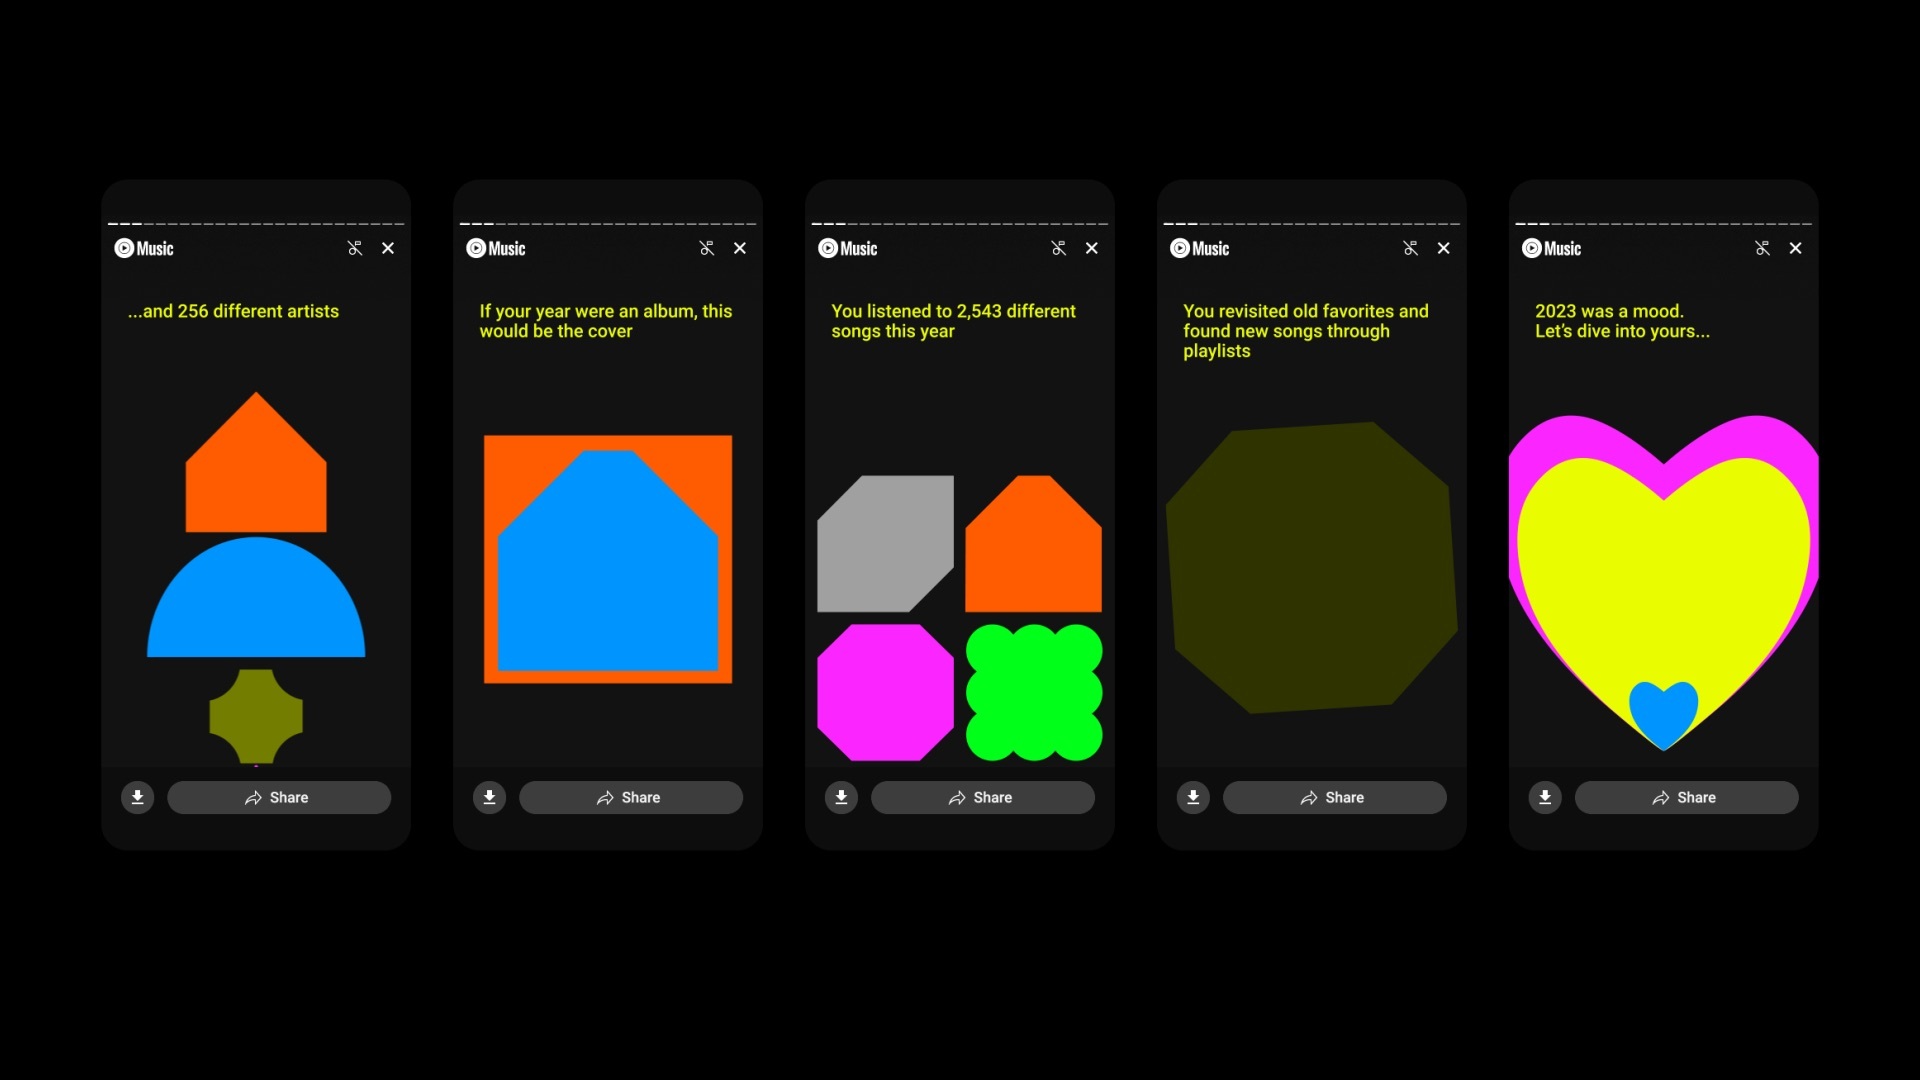 Music
...and 256 different artists
Share
Music
If your year were an album, this
would be the cover
Share
Music
You listened to 2,543 different
songs this year
Share
Music
You revisited old favorites and
found new songs through
playlists
Share
Music
2023 was a mood.
Let’s dive into yours...
Share